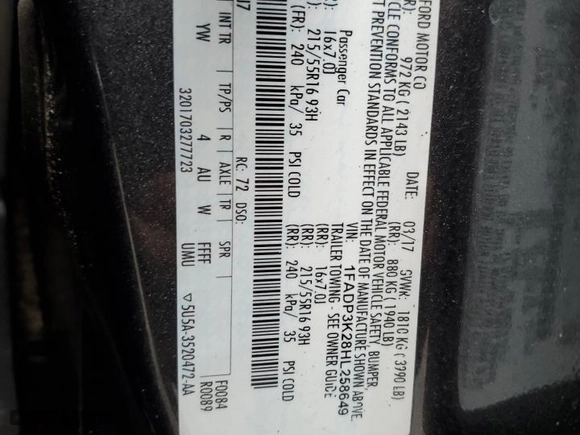 FORD MOTOR CO
DATE: 03/17 GVWR: 1810 KG ( 3990 LB)
972 KG ( 2143 LB) (RR): 880 KG ( 1940 LB)
CLE CONFORMS TO ALL APPLICABLE FEDERAL MOTOR VEHICLE SAFETY, BUMPER,
T PREVENTION STANDARDS IN EFFECT ON THE DATE OF MANUFACTURE SHOWN ABOVE.
VIN: 1FADP3K28HL258649
Passenger Car TRAILER TOWING - SEE OWNER GUIDE
16x7.0J (RR): 16x7.0J
215/55R16 93H (RR): 215/55R16 93H
(FR): 240 kPa/ 35 PSI COLD (RR): 240 kPa/ 35 PSI COLD
17 RC: 72 DSO:
INT TR TP/PS R AXLE TR SPR
YW 4 AU W FFFF F0084
UMU R0089
3201703277723 5U5A-3520472-AA